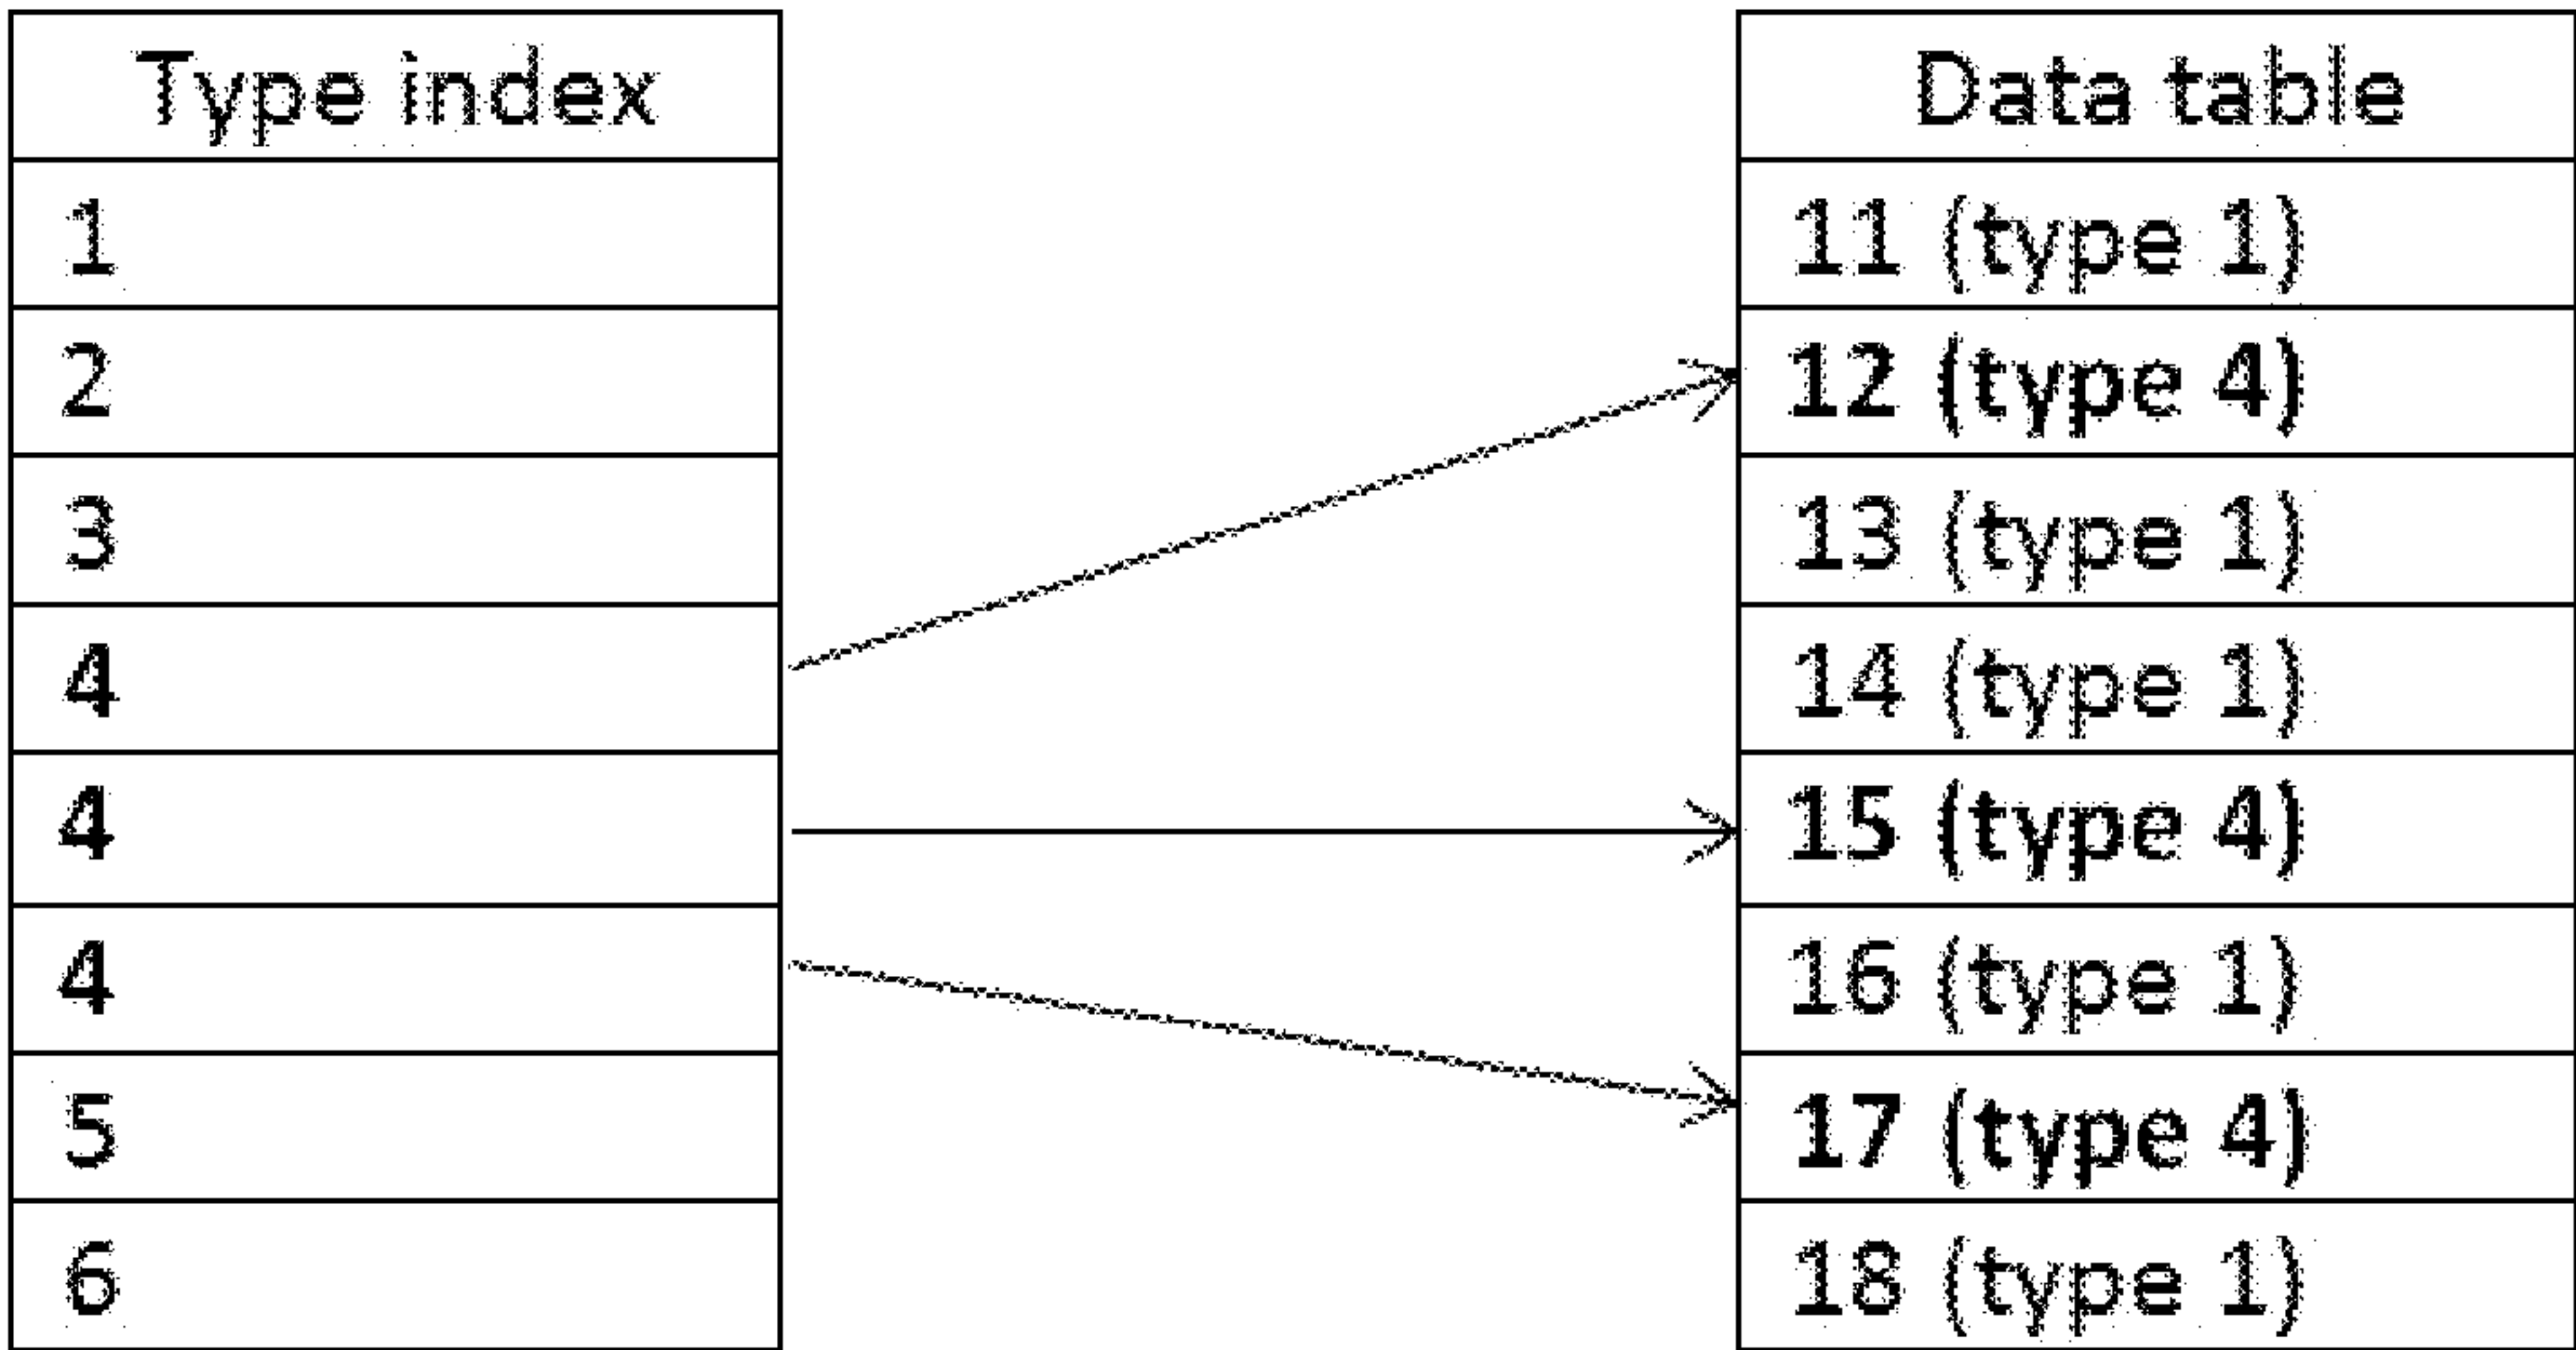 Type index
1
2
3
4
4
4
5
6
Data table
11 (type 1)
12 (type 4)
13 (type 1)
14 (type 1)
15 (type 4)
16 (type 1)
17 (type 4)
18 (type 1)